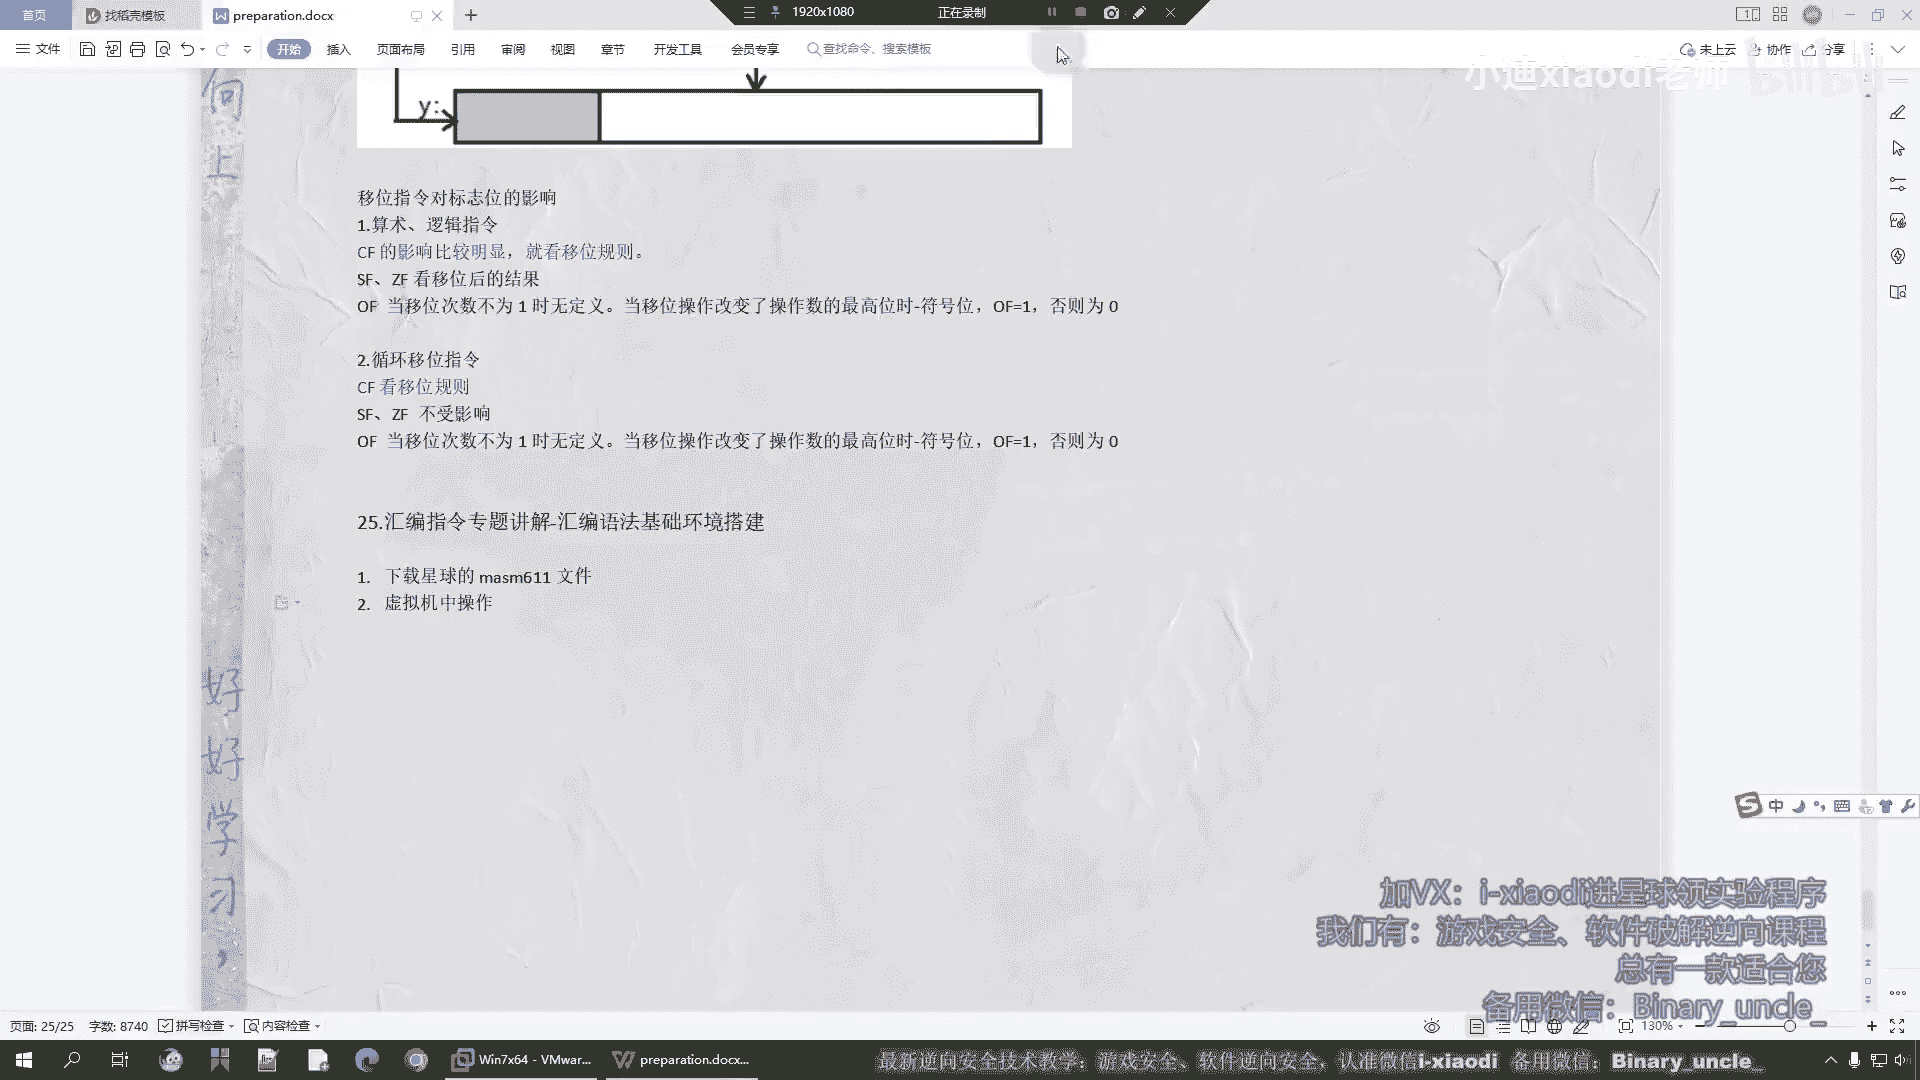 首页
找稻壳模板
preparation.docx
1920x1080
正在录制
文件
开始
插入
页面布局
引用
审阅
视图
章节
开发工具
会员专享
查找命令、搜索模板
未上云
协作
分享
小迪xiaodi老师
bilibili
何
上
y:
移位指令对标志位的影响
1.算术、逻辑指令
CF 的影响比较明显，就看移位规则。
SF、ZF 看移位后的结果
OF 当移位次数不为 1 时无定义。当移位操作改变了操作数的最高位时-符号位，OF=1，否则为 0
2.循环移位指令
CF 看移位规则
SF、ZF 不受影响
OF 当移位次数不为 1 时无定义。当移位操作改变了操作数的最高位时-符号位，OF=1，否则为 0
25.汇编指令专题讲解-汇编语法基础环境搭建
1. 下载星球的 masm611 文件
2. 虚拟机中操作
好
好
学
习
，
中
加VX：i-xiaodi进星球领实验程序
我们有：游戏安全、软件破解逆向课程
总有一款适合您
备用微信：Binary_uncle_
页面: 25/25
字数: 8740
拼写检查
内容检查
130%
Win7x64 - VMwar...
preparation.docx...
最新逆向安全技术教学：游戏安全、软件逆向安全，认准微信i-xiaodi 备用微信：Binary_uncle_